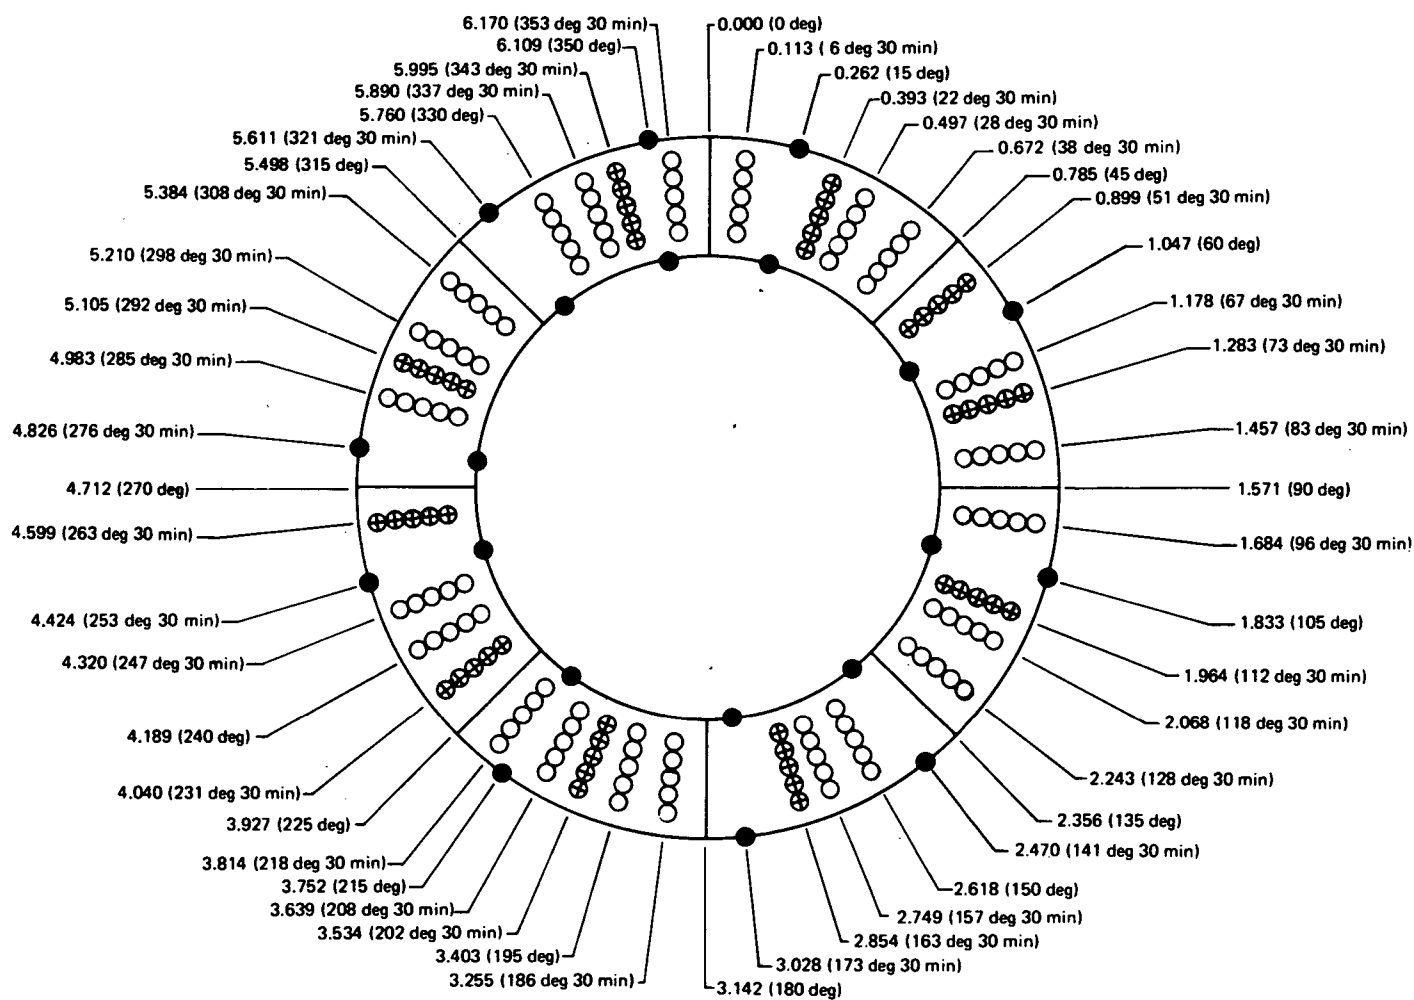 6.170 (353 deg 30 min)
6.109 (350 deg)
5.995 (343 deg 30 min)
5.890 (337 deg 30 min)
5.760 (330 deg)
5.611 (321 deg 30 min)
5.498 (315 deg)
5.384 (308 deg 30 min)
5.210 (298 deg 30 min)
5.105 (292 deg 30 min)
4.983 (285 deg 30 min)
4.826 (276 deg 30 min)
4.712 (270 deg)
4.599 (263 deg 30 min)
4.424 (253 deg 30 min)
4.320 (247 deg 30 min)
4.189 (240 deg)
4.040 (231 deg 30 min)
3.927 (225 deg)
3.814 (218 deg 30 min)
3.752 (215 deg)
3.639 (208 deg 30 min)
3.534 (202 deg 30 min)
3.403 (195 deg)
3.255 (186 deg 30 min)
0.000 (0 deg)
0.113 ( 6 deg 30 min)
0.262 (15 deg)
0.393 (22 deg 30 min)
0.497 (28 deg 30 min)
0.672 (38 deg 30 min)
0.785 (45 deg)
0.899 (51 deg 30 min)
1.047 (60 deg)
1.178 (67 deg 30 min)
1.283 (73 deg 30 min)
1.457 (83 deg 30 min)
1.571 (90 deg)
1.684 (96 deg 30 min)
1.833 (105 deg)
1.964 (112 deg 30 min)
2.068 (118 deg 30 min)
2.243 (128 deg 30 min)
2.356 (135 deg)
2.470 (141 deg 30 min)
2.618 (150 deg)
2.749 (157 deg 30 min)
2.854 (163 deg 30 min)
3.028 (173 deg 30 min)
3.142 (180 deg)